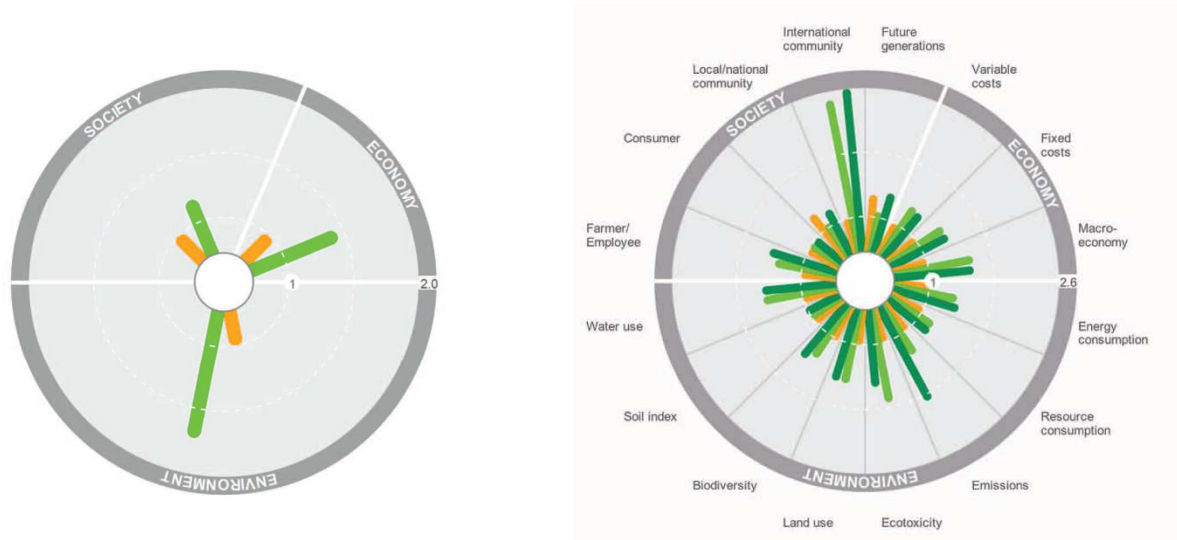 SOCIETY
ECONOMY
ENVIRONMENT
1
2.0
International
community
Future
generations
Local/national
community
Variable
costs
Consumer
Fixed
costs
Farmer/
Employee
Macro-
economy
SOCIETY
ECONOMY
ENVIRONMENT
1
2.6
Water use
Energy
consumption
Soil index
Resource
consumption
Biodiversity
Emissions
Land use
Ecotoxicity